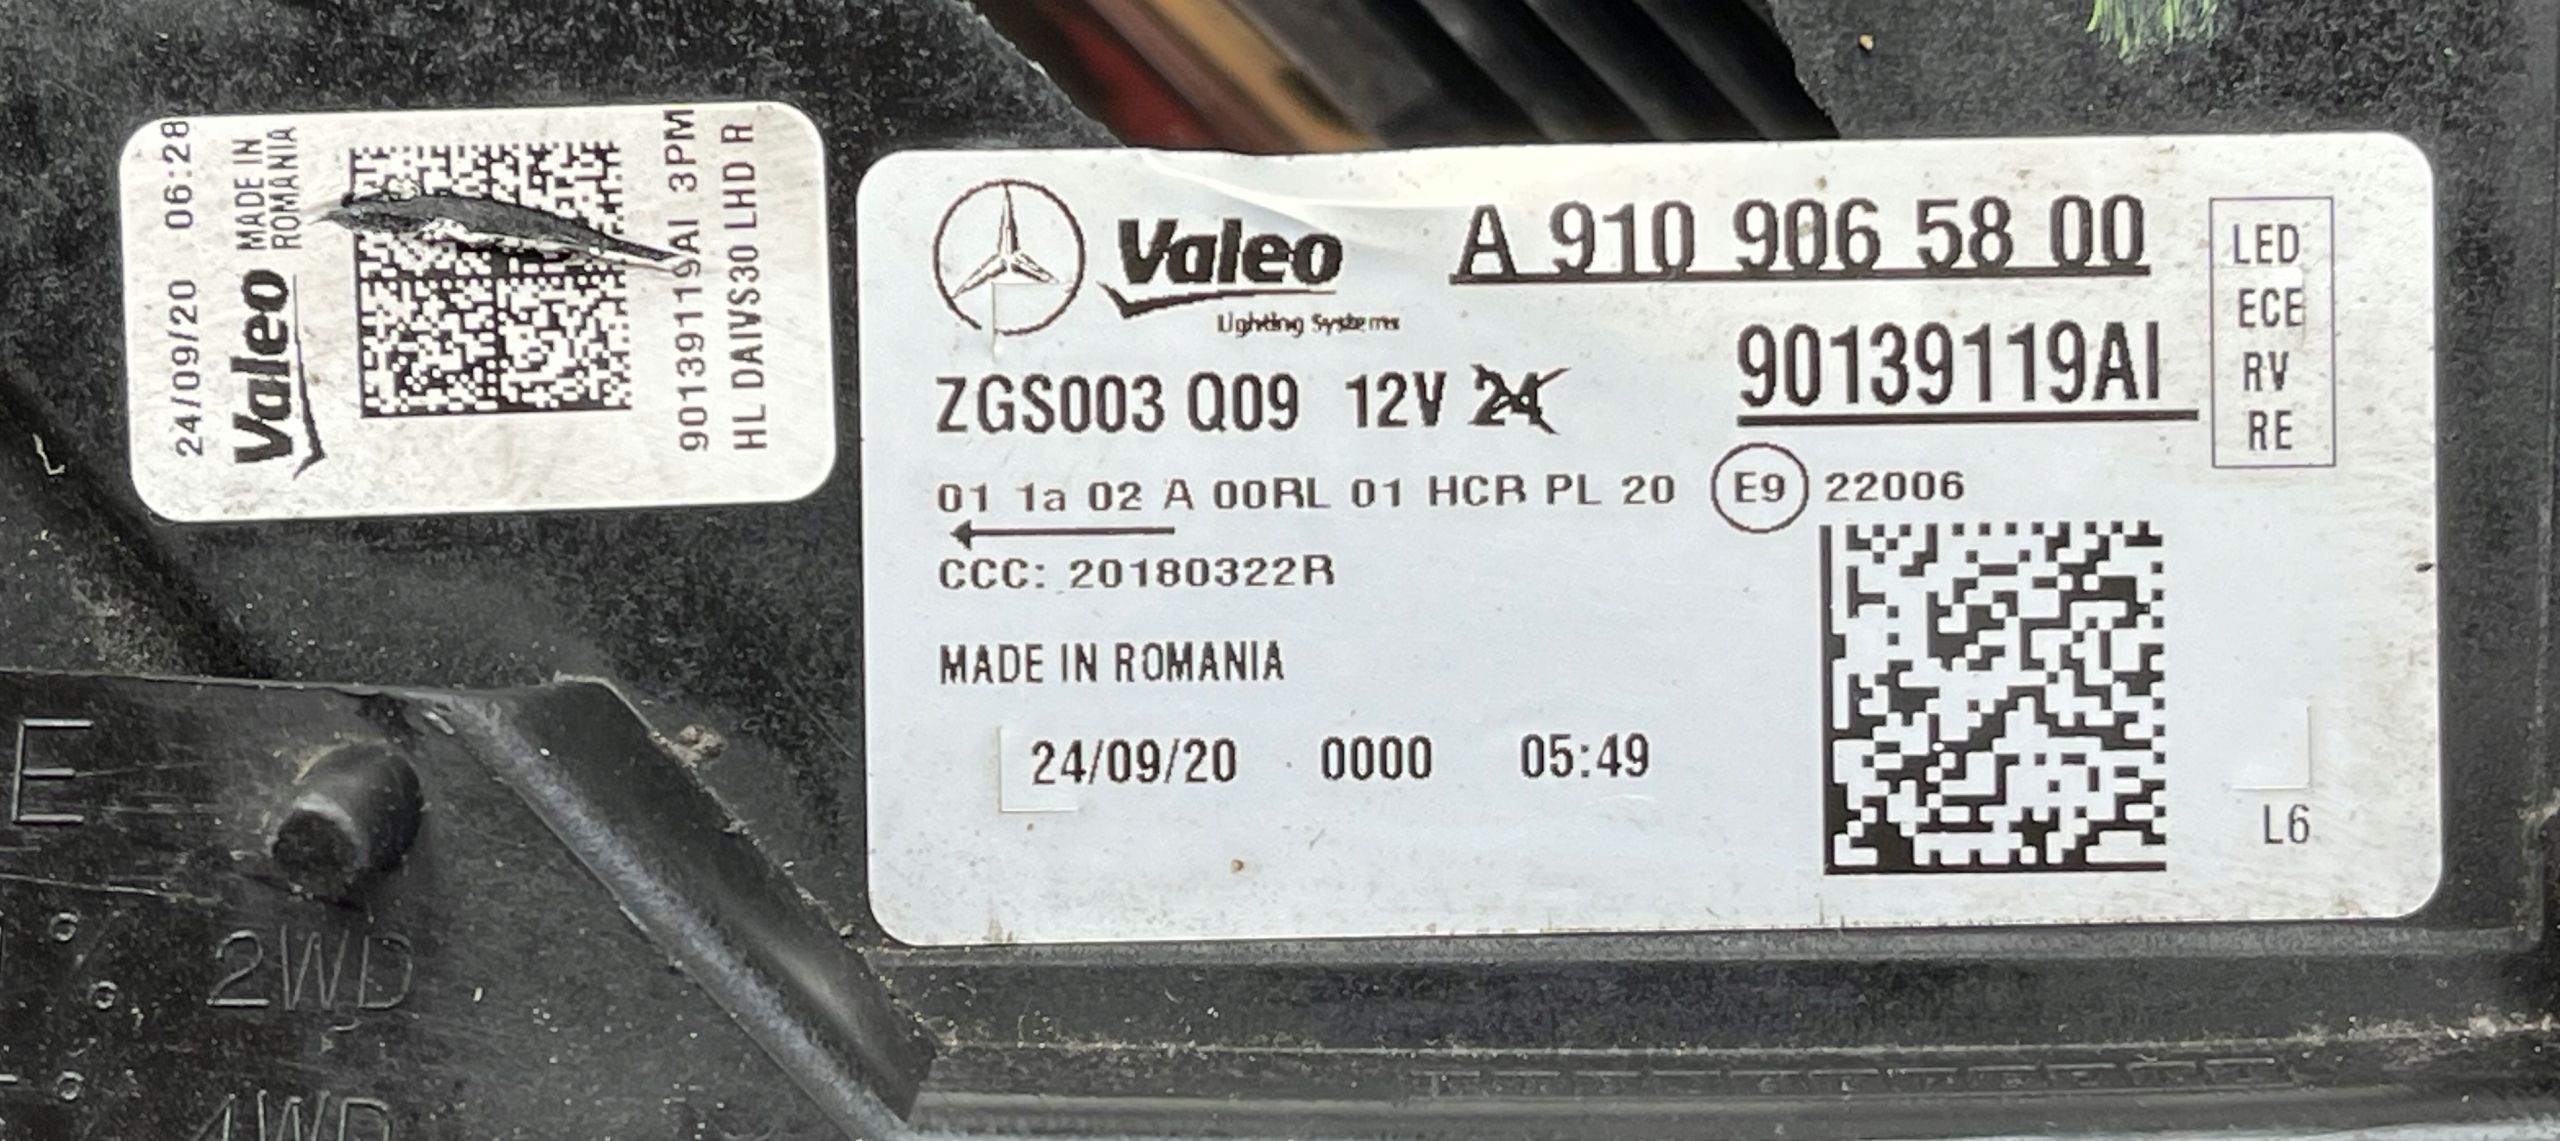 24/09/20 06:28
Valeo
MADE IN
ROMANIA
90139119AI 3PM
HL DAIVS30 LHD R
Valeo
Lighting Systems
A 910 906 58 00
ZGS003 Q09 12V 24
90139119AI
LED
ECE
RV
RE
01 1a 02 A 00RL 01 HCR PL 20 E9 22006
CCC: 20180322R
MADE IN ROMANIA
24/09/20 0000 05:49
L6
E
2WD
4WD